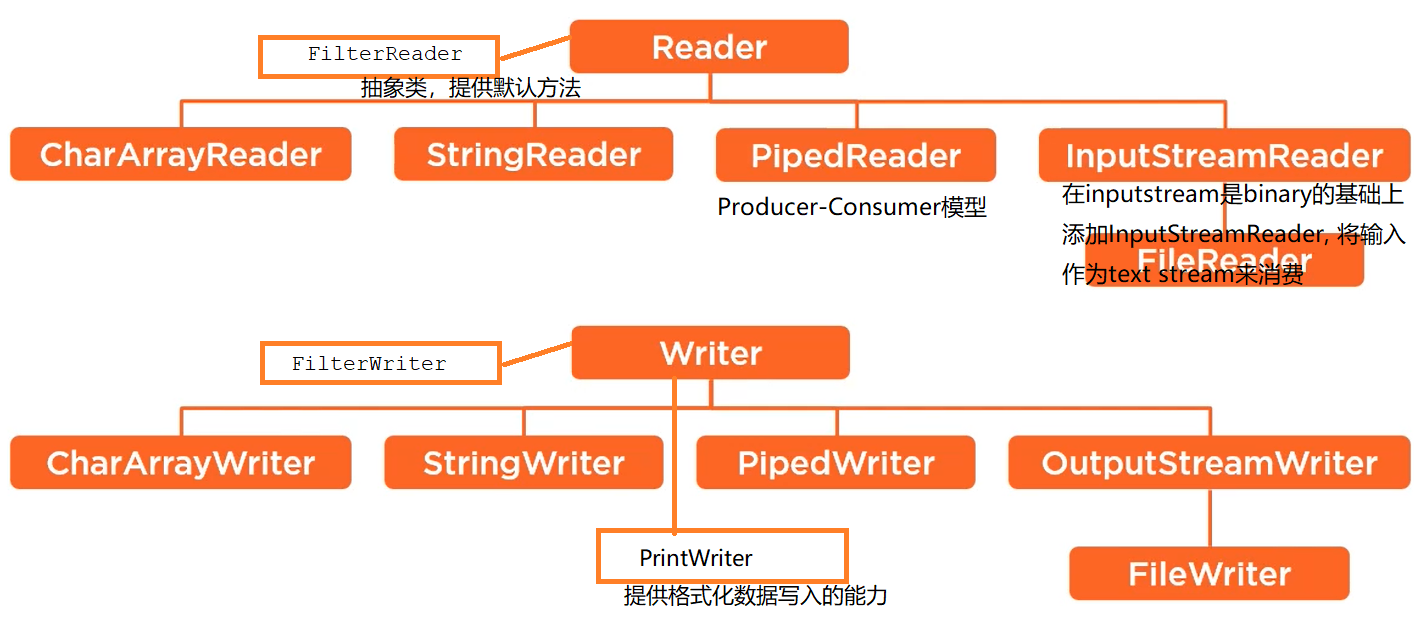 Reader
FilterReader
抽象类，提供默认方法
CharArrayReader
StringReader
PipedReader
InputStreamReader
Producer-Consumer模型
在inputstream是binary的基础上
添加InputStreamReader, 将输入
作为text stream来消费
FileReader
Writer
FilterWriter
CharArrayWriter
StringWriter
PipedWriter
OutputStreamWriter
PrintWriter
提供格式化数据写入的能力
FileWriter